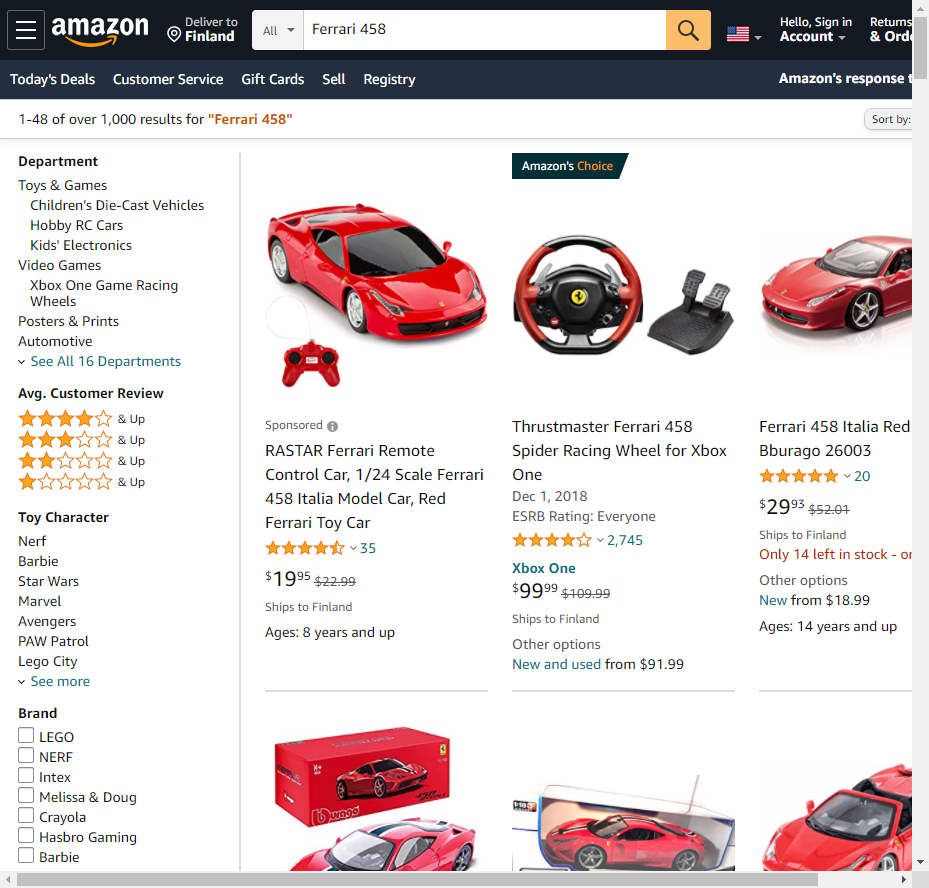 amazon
Deliver to
Finland
All
Ferrari 458
Hello, Sign in
Account
Returns
& Orde
Today's Deals
Customer Service
Gift Cards
Sell
Registry
Amazon's response t
1-48 of over 1,000 results for "Ferrari 458"
Sort by:
Department
Toys & Games
Children's Die-Cast Vehicles
Hobby RC Cars
Kids' Electronics
Video Games
Xbox One Game Racing
Wheels
Posters & Prints
Automotive
See All 16 Departments
Avg. Customer Review
& Up
& Up
& Up
& Up
Toy Character
Nerf
Barbie
Star Wars
Marvel
Avengers
PAW Patrol
Lego City
See more
Brand
LEGO
NERF
Intex
Melissa & Doug
Crayola
Hasbro Gaming
Barbie
Sponsored
RASTAR Ferrari Remote
Control Car, 1/24 Scale Ferrari
458 Italia Model Car, Red
Ferrari Toy Car
35
$19.95 $22.99
Ships to Finland
Ages: 8 years and up
Amazon's Choice
Thrustmaster Ferrari 458
Spider Racing Wheel for Xbox
One
Dec 1, 2018
ESRB Rating: Everyone
2,745
Xbox One
$99.99 $109.99
Ships to Finland
Other options
New and used from $91.99
Ferrari 458 Italia Red
Bburago 26003
20
$29.93 $52.01
Ships to Finland
Only 14 left in stock - or
Other options
New from $18.99
Ages: 14 years and up
burago
1:18